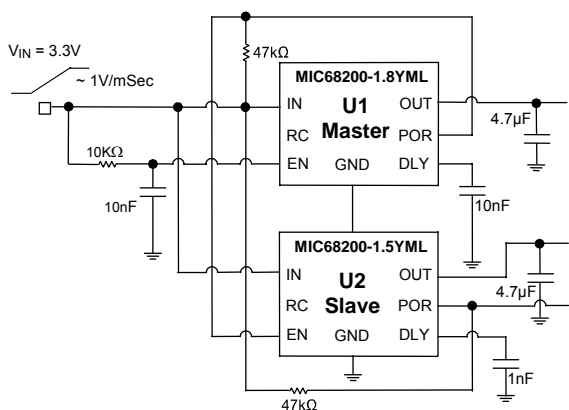 V_IN = 3.3V
~ 1V/mSec
47kΩ
MIC68200-1.8YML
IN
U1
OUT
4.7µF
RC
Master
POR
10KΩ
EN
GND
DLY
10nF
10nF
MIC68200-1.5YML
IN
U2
OUT
4.7µF
RC
Slave
POR
EN
GND
DLY
1nF
47kΩ